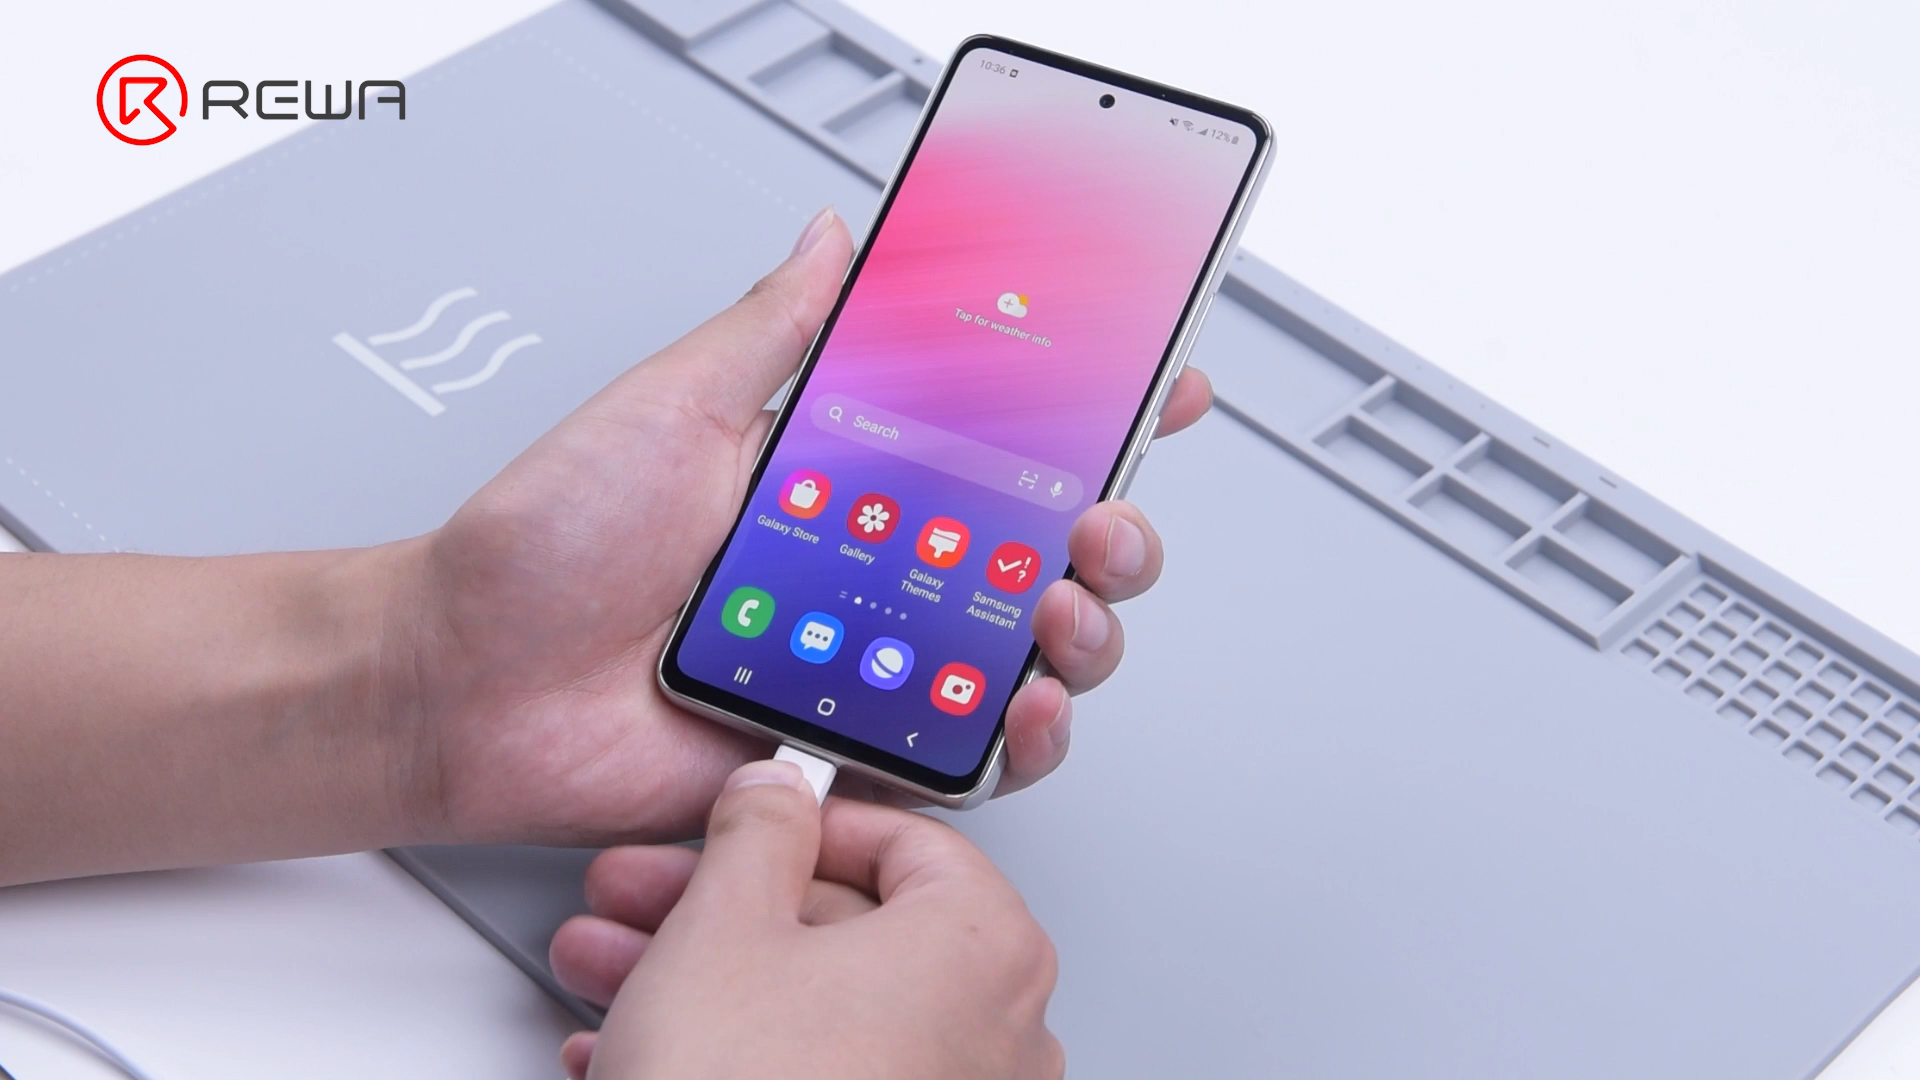 REWA
10:36
12%
Tap for weather info
Search
Galaxy Store
Gallery
Galaxy
Themes
Samsung
Assistant